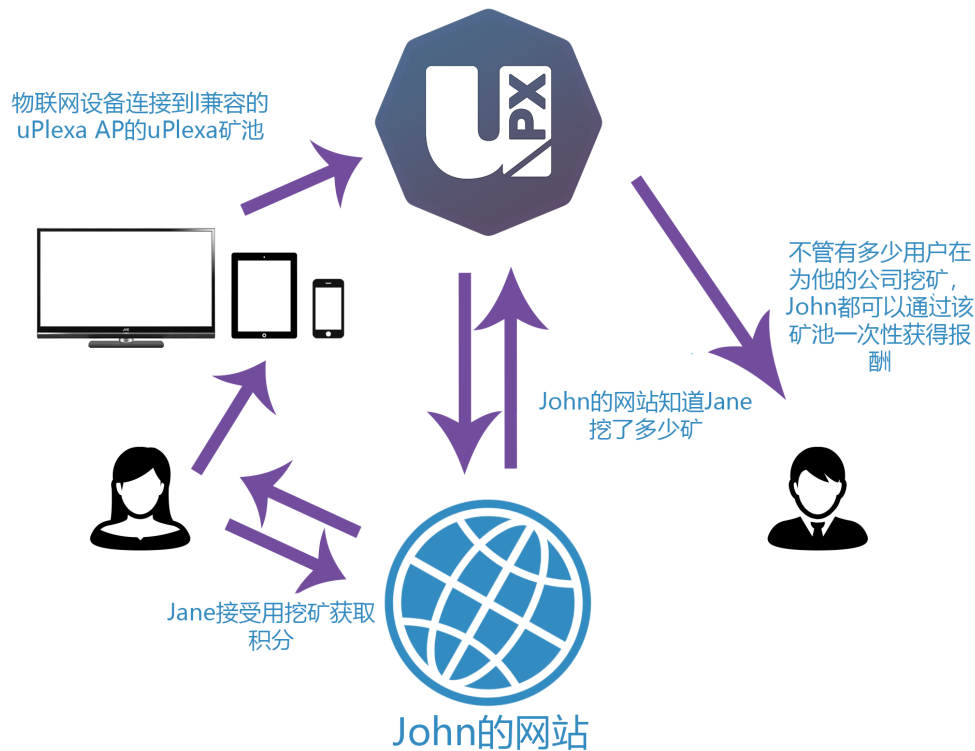 物联网设备连接到I兼容的
uPlexa AP的uPlexa矿池
uPX
不管有多少用户在
为他的公司挖矿，
John都可以通过该
矿池一次性获得报
酬
JVC
John的网站知道Jane
挖了多少矿
Jane接受用挖矿获取
积分
John的网站